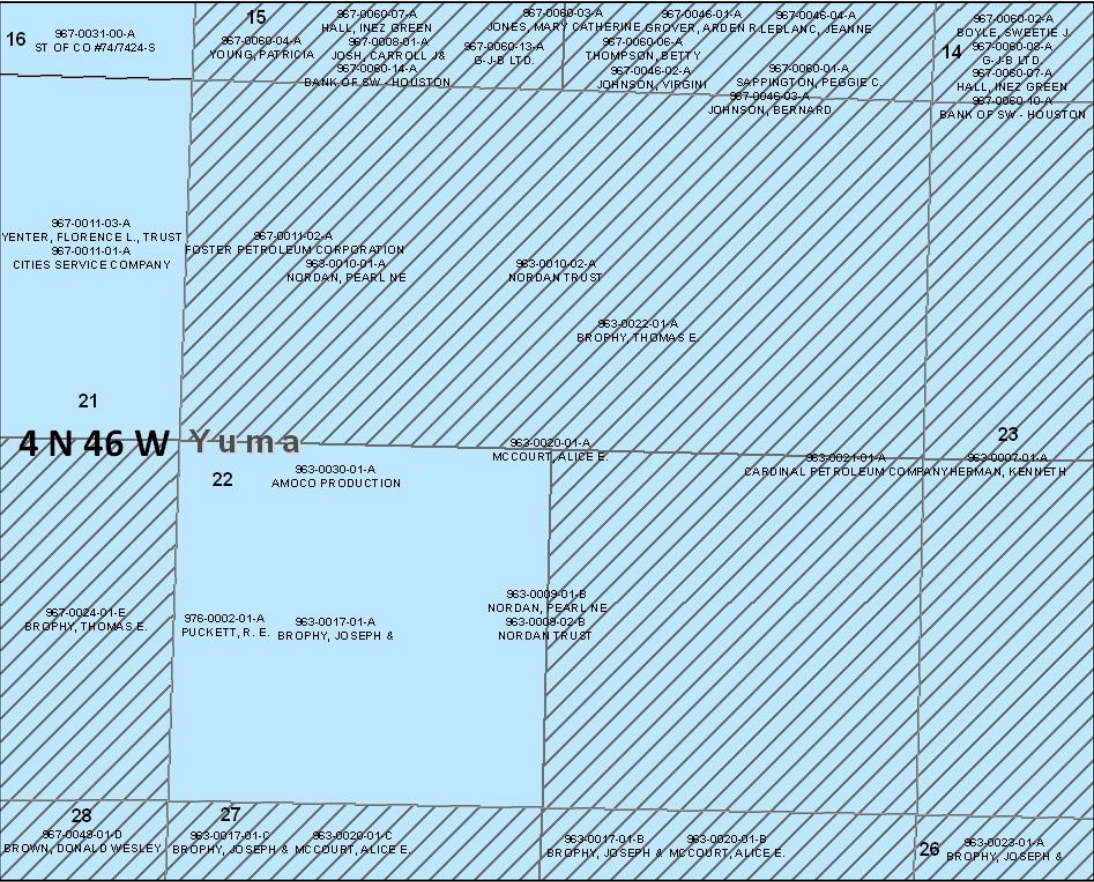 15
16
967-0031-00-A
ST OF CO #74/7424-S
967-0060-07-A
HALL, INEZ GREEN
967-0060-04-A
YOUNG, PATRICIA
967-0008-01-A
JOSH, CARROLL J&
967-0060-14-A
BANK OF SW - HOUSTON
967-0060-03-A
JONES, MARY CATHERINE
967-0060-13-A
G-J-B LTD.
967-0046-01-A
GROVER, ARDEN R
967-0046-04-A
LEBLANC, JEANNE
967-0060-06-A
THOMPSON, BETTY
967-0046-02-A
JOHNSON, VIRGINI
967-0060-01-A
SAPPINGTON, PEGGIE C.
967-0046-03-A
JOHNSON, BERNARD
967-0060-02-A
BOYLE, SWEETIE J
14
967-0060-08-A
G-J-B LTD.
967-0060-07-A
HALL, INEZ GREEN
967-0060-10-A
BANK OF SW - HOUSTON
967-0011-03-A
YENTER, FLORENCE L., TRUST
967-0011-01-A
CITIES SERVICE COMPANY
967-0011-02-A
FOSTER PETROLEUM CORPORATION
963-0010-01-A
NORDAN, PEARL NE
963-0010-02-A
NORDAN TRUST
963-0022-01-A
BROPHY, THOMAS E.
21
4 N 46 W
Yuma
22
963-0030-01-A
AMOCO PRODUCTION
963-0020-01-A
MCCOURT, ALICE E.
963-0021-01-A
CARDINAL PETROLEUM COMPANY
23
963-0007-01-A
HERMAN, KENNETH
967-0024-01-E
BROPHY, THOMAS E.
976-0002-01-A
PUCKETT, R. E.
963-0017-01-A
BROPHY, JOSEPH &
963-0009-01-B
NORDAN, PEARL NE
963-0009-02-B
NORDAN TRUST
28
967-0049-01-D
BROWN, DONALD WESLEY
27
963-0017-01-C
BROPHY, JOSEPH &
963-0020-01-C
MCCOURT, ALICE E.
963-0017-01-B
BROPHY, JOSEPH &
963-0020-01-B
MCCOURT, ALICE E.
26
963-0023-01-A
BROPHY, JOSEPH &